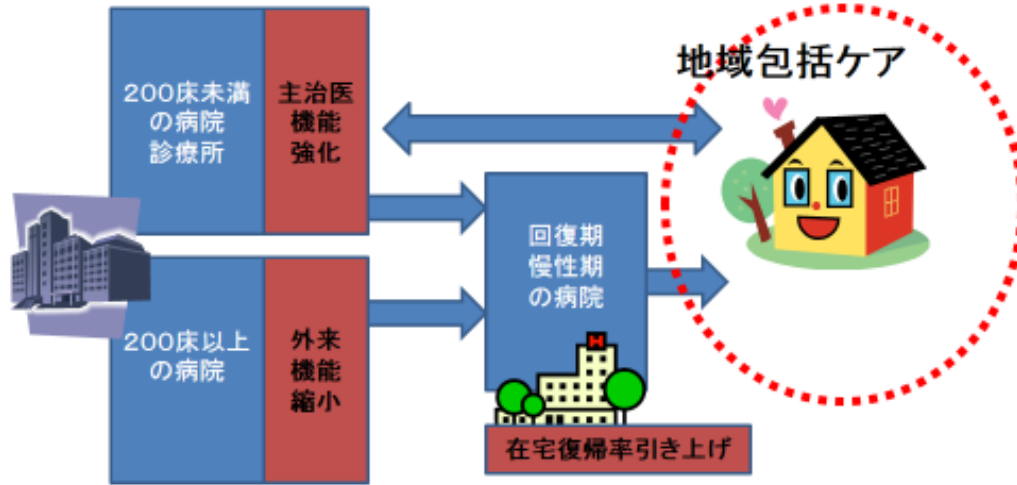 200床未満
の病院
診療所
主治医
機能
強化
地域包括ケア
回復期
慢性期
の病院
200床以上
の病院
外来
機能
縮小
H
在宅復帰率引き上げ